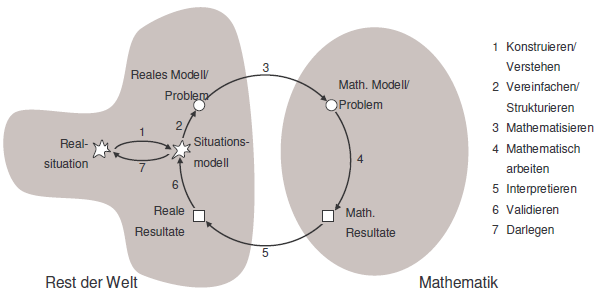 Reales Modell/
Problem
3
Math. Modell/
Problem
Real-
situation
1
2
7
Situations-
modell
4
6
Reale
Resultate
Math.
Resultate
5
Rest der Welt
Mathematik
1 Konstruieren/
Verstehen
2 Vereinfachen/
Strukturieren
3 Mathematisieren
4 Mathematisch
arbeiten
5 Interpretieren
6 Validieren
7 Darlegen